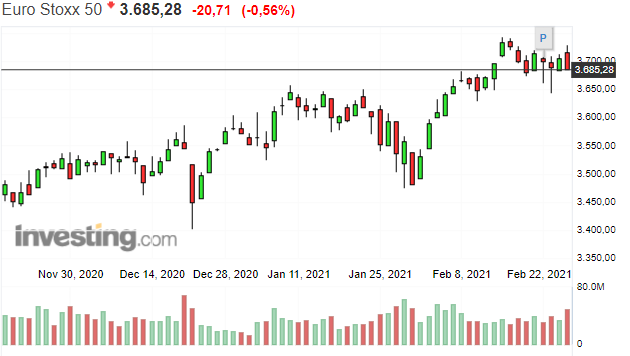 Euro Stoxx 50 3.685,28 -20,71 (-0,56%)
P
3.700,00
3.685,28
3.650,00
3.600,00
3.550,00
3.500,00
3.450,00
3.400,00
3.350,00
investing.com
Nov 30, 2020 Dec 14, 2020 Dec 28, 2020 Jan 11, 2021 Jan 25, 2021 Feb 8, 2021 Feb 22, 2021
80.0M
0